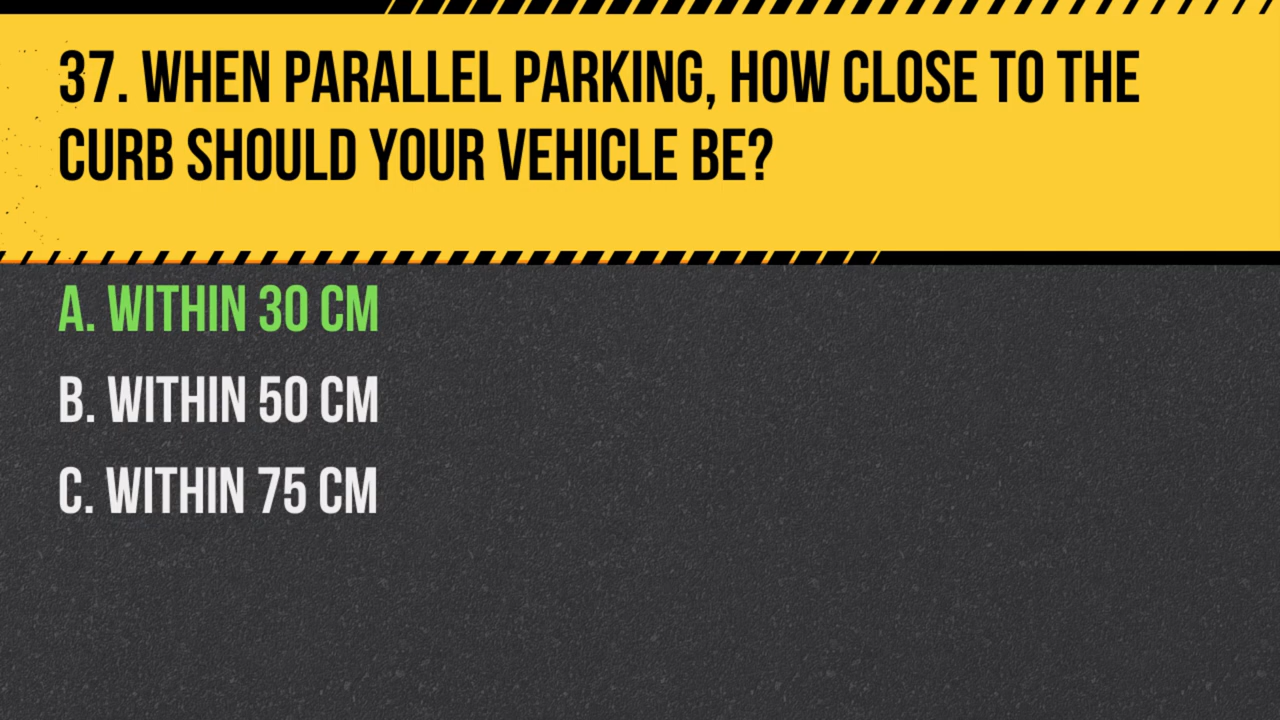 37. WHEN PARALLEL PARKING, HOW CLOSE TO THE
CURB SHOULD YOUR VEHICLE BE?
A. WITHIN 30 CM
B. WITHIN 50 CM
C. WITHIN 75 CM